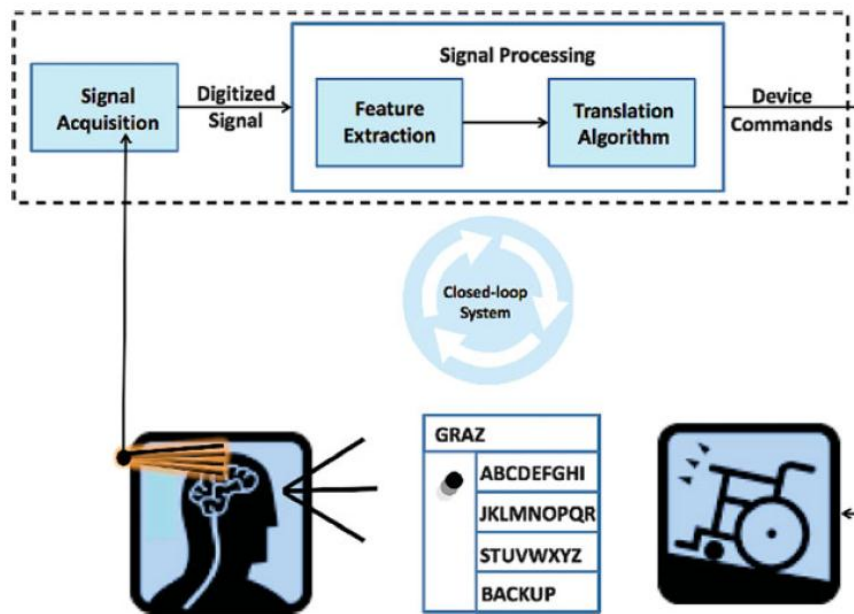 Signal Processing
Signal
Acquisition
Digitized
Signal
Feature
Extraction
Translation
Algorithm
Device
Commands
Closed-loop
System
GRAZ
ABCDEFGHI
JKLMNOPQR
STUVWXYZ
BACKUP